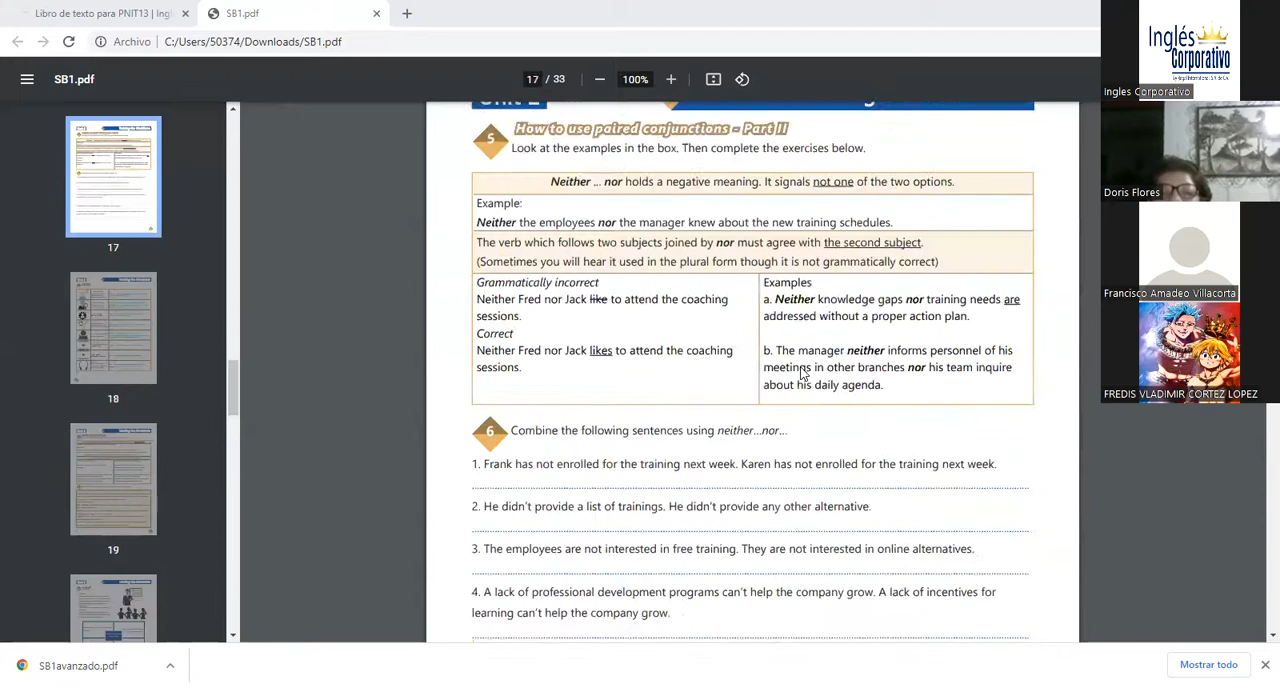 Libro de texto para PNIT13 | Ingl
SB1.pdf
Archivo
C:/Users/50374/Downloads/SB1.pdf
SB1.pdf
17 / 33
100%
How to use paired conjunctions - Part II
5
Look at the examples in the box. Then complete the exercises below.
Neither ... nor holds a negative meaning. It signals not one of the two options.
Example:
Neither the employees nor the manager knew about the new training schedules.
The verb which follows two subjects joined by nor must agree with the second subject.
(Sometimes you will hear it used in the plural form though it is not grammatically correct)
Grammatically incorrect
Neither Fred nor Jack like to attend the coaching
sessions.
Correct
Neither Fred nor Jack likes to attend the coaching
sessions.
Examples
a. Neither knowledge gaps nor training needs are
addressed without a proper action plan.
b. The manager neither informs personnel of his
meetings in other branches nor his team inquire
about his daily agenda.
6
Combine the following sentences using neither...nor...
1. Frank has not enrolled for the training next week. Karen has not enrolled for the training next week.
2. He didn't provide a list of trainings. He didn't provide any other alternative.
3. The employees are not interested in free training. They are not interested in online alternatives.
4. A lack of professional development programs can't help the company grow. A lack of incentives for
learning can't help the company grow.
17
18
19
SB1avanzado.pdf
Mostrar todo
Inglés
Corporativo
Ingles Corporativo
Doris Flores
Francisco Amadeo Villacorta
FREDIS VLADIMIR CORTEZ LOPEZ